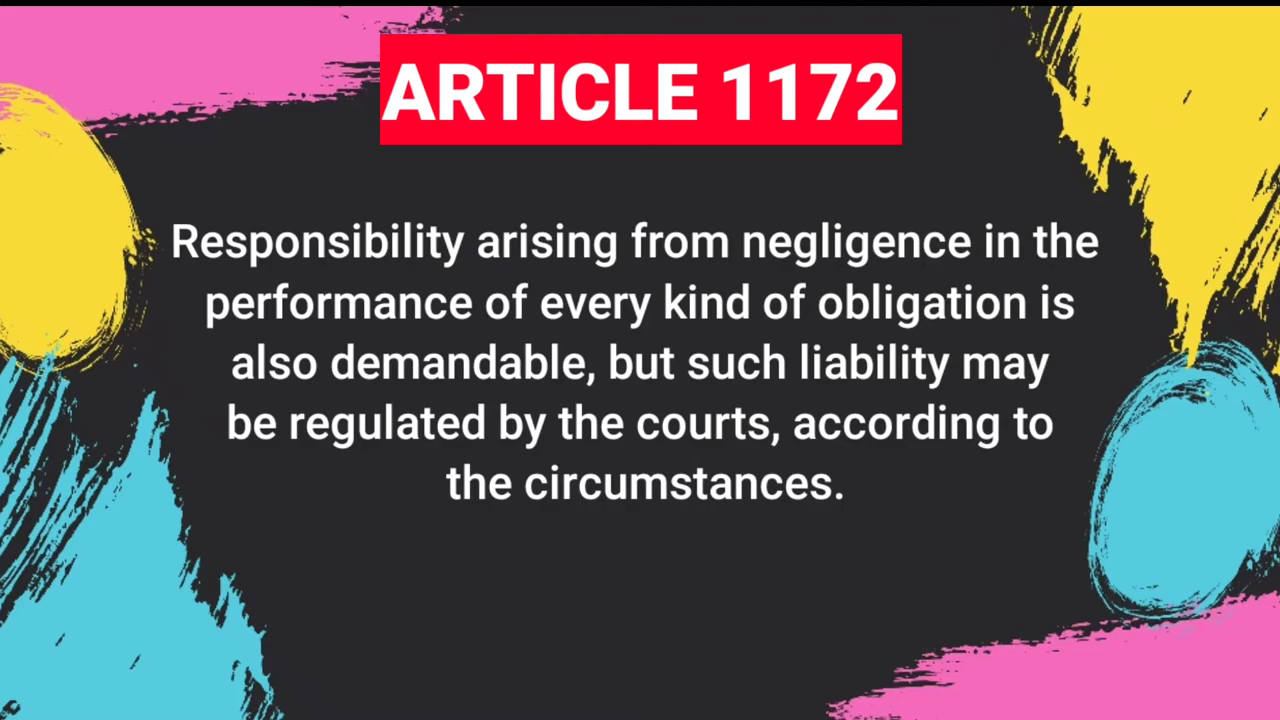 ARTICLE 1172
Responsibility arising from negligence in the
performance of every kind of obligation is
also demandable, but such liability may
be regulated by the courts, according to
the circumstances.